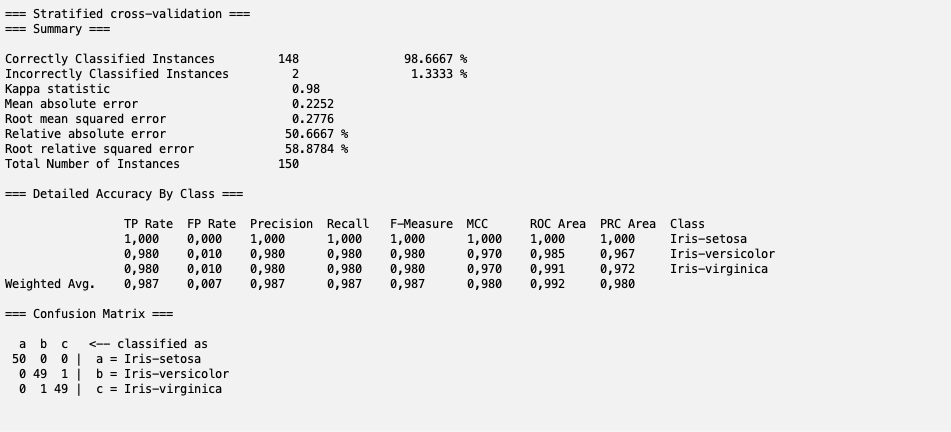 === Stratified cross-validation ===
=== Summary ===

Correctly Classified Instances         148               98.6667 %
Incorrectly Classified Instances         2                1.3333 %
Kappa statistic                          0.98
Mean absolute error                      0.2252
Root mean squared error                  0.2776
Relative absolute error                 50.6667 %
Root relative squared error             58.8784 %
Total Number of Instances              150

=== Detailed Accuracy By Class ===

                 TP Rate  FP Rate  Precision  Recall   F-Measure  MCC      ROC Area  PRC Area  Class
                 1,000    0,000    1,000      1,000    1,000      1,000    1,000     1,000     Iris-setosa
                 0,980    0,010    0,980      0,980    0,980      0,970    0,985     0,967     Iris-versicolor
                 0,980    0,010    0,980      0,980    0,980      0,970    0,991     0,972     Iris-virginica
Weighted Avg.    0,987    0,007    0,987      0,987    0,987      0,980    0,992     0,980

=== Confusion Matrix ===

  a  b  c   <-- classified as
 50  0  0 |  a = Iris-setosa
  0 49  1 |  b = Iris-versicolor
  0  1 49 |  c = Iris-virginica